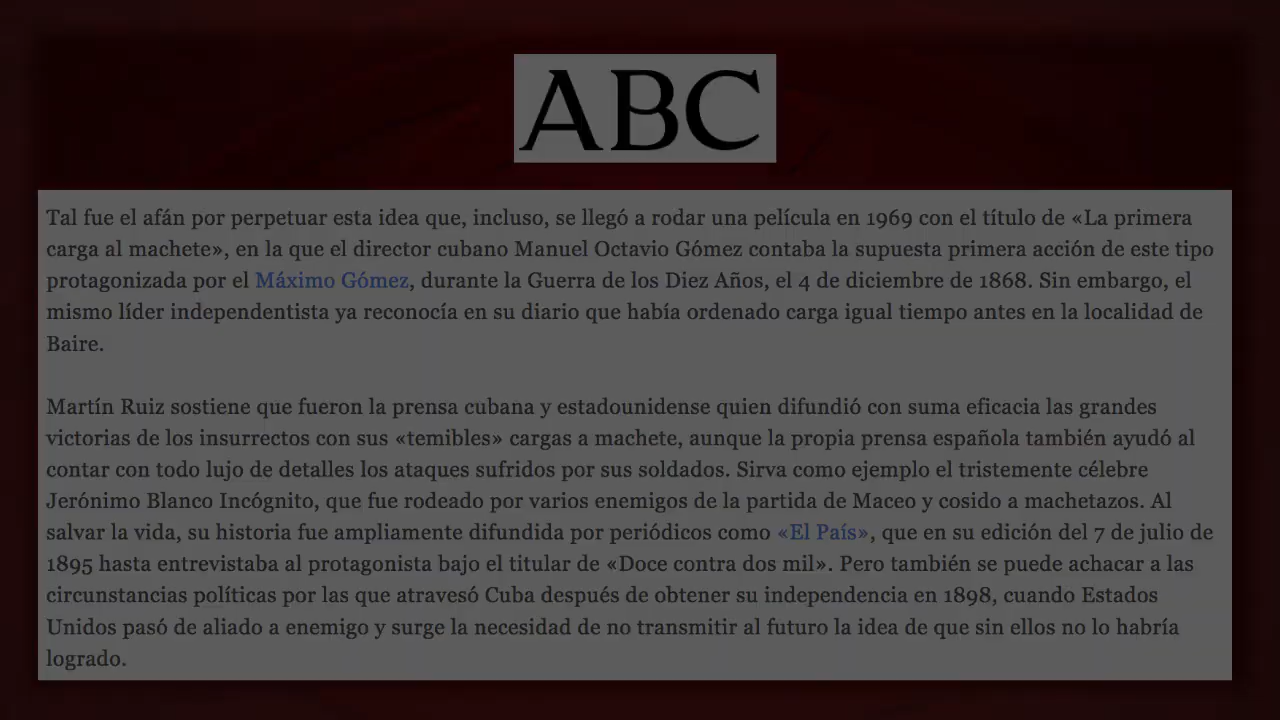 ABC
Tal fue el afán por perpetuar esta idea que, incluso, se llegó a rodar una película en 1969 con el título de «La primera
carga al machete», en la que el director cubano Manuel Octavio Gómez contaba la supuesta primera acción de este tipo
protagonizada por el Máximo Gómez, durante la Guerra de los Diez Años, el 4 de diciembre de 1868. Sin embargo, el
mismo líder independentista ya reconocía en su diario que había ordenado carga igual tiempo antes en la localidad de
Baire.
Martín Ruiz sostiene que fueron la prensa cubana y estadounidense quien difundió con suma eficacia las grandes
victorias de los insurrectos con sus «temibles» cargas a machete, aunque la propia prensa española también ayudó al
contar con todo lujo de detalles los ataques sufridos por sus soldados. Sirva como ejemplo el tristemente célebre
Jerónimo Blanco Incógnito, que fue rodeado por varios enemigos de la partida de Maceo y cosido a machetazos. Al
salvar la vida, su historia fue ampliamente difundida por periódicos como «El País», que en su edición del 7 de julio de
1895 hasta entrevistaba al protagonista bajo el titular de «Doce contra dos mil». Pero también se puede achacar a las
circunstancias políticas por las que atravesó Cuba después de obtener su independencia en 1898, cuando Estados
Unidos pasó de aliado a enemigo y surge la necesidad de no transmitir al futuro la idea de que sin ellos no lo habría
logrado.